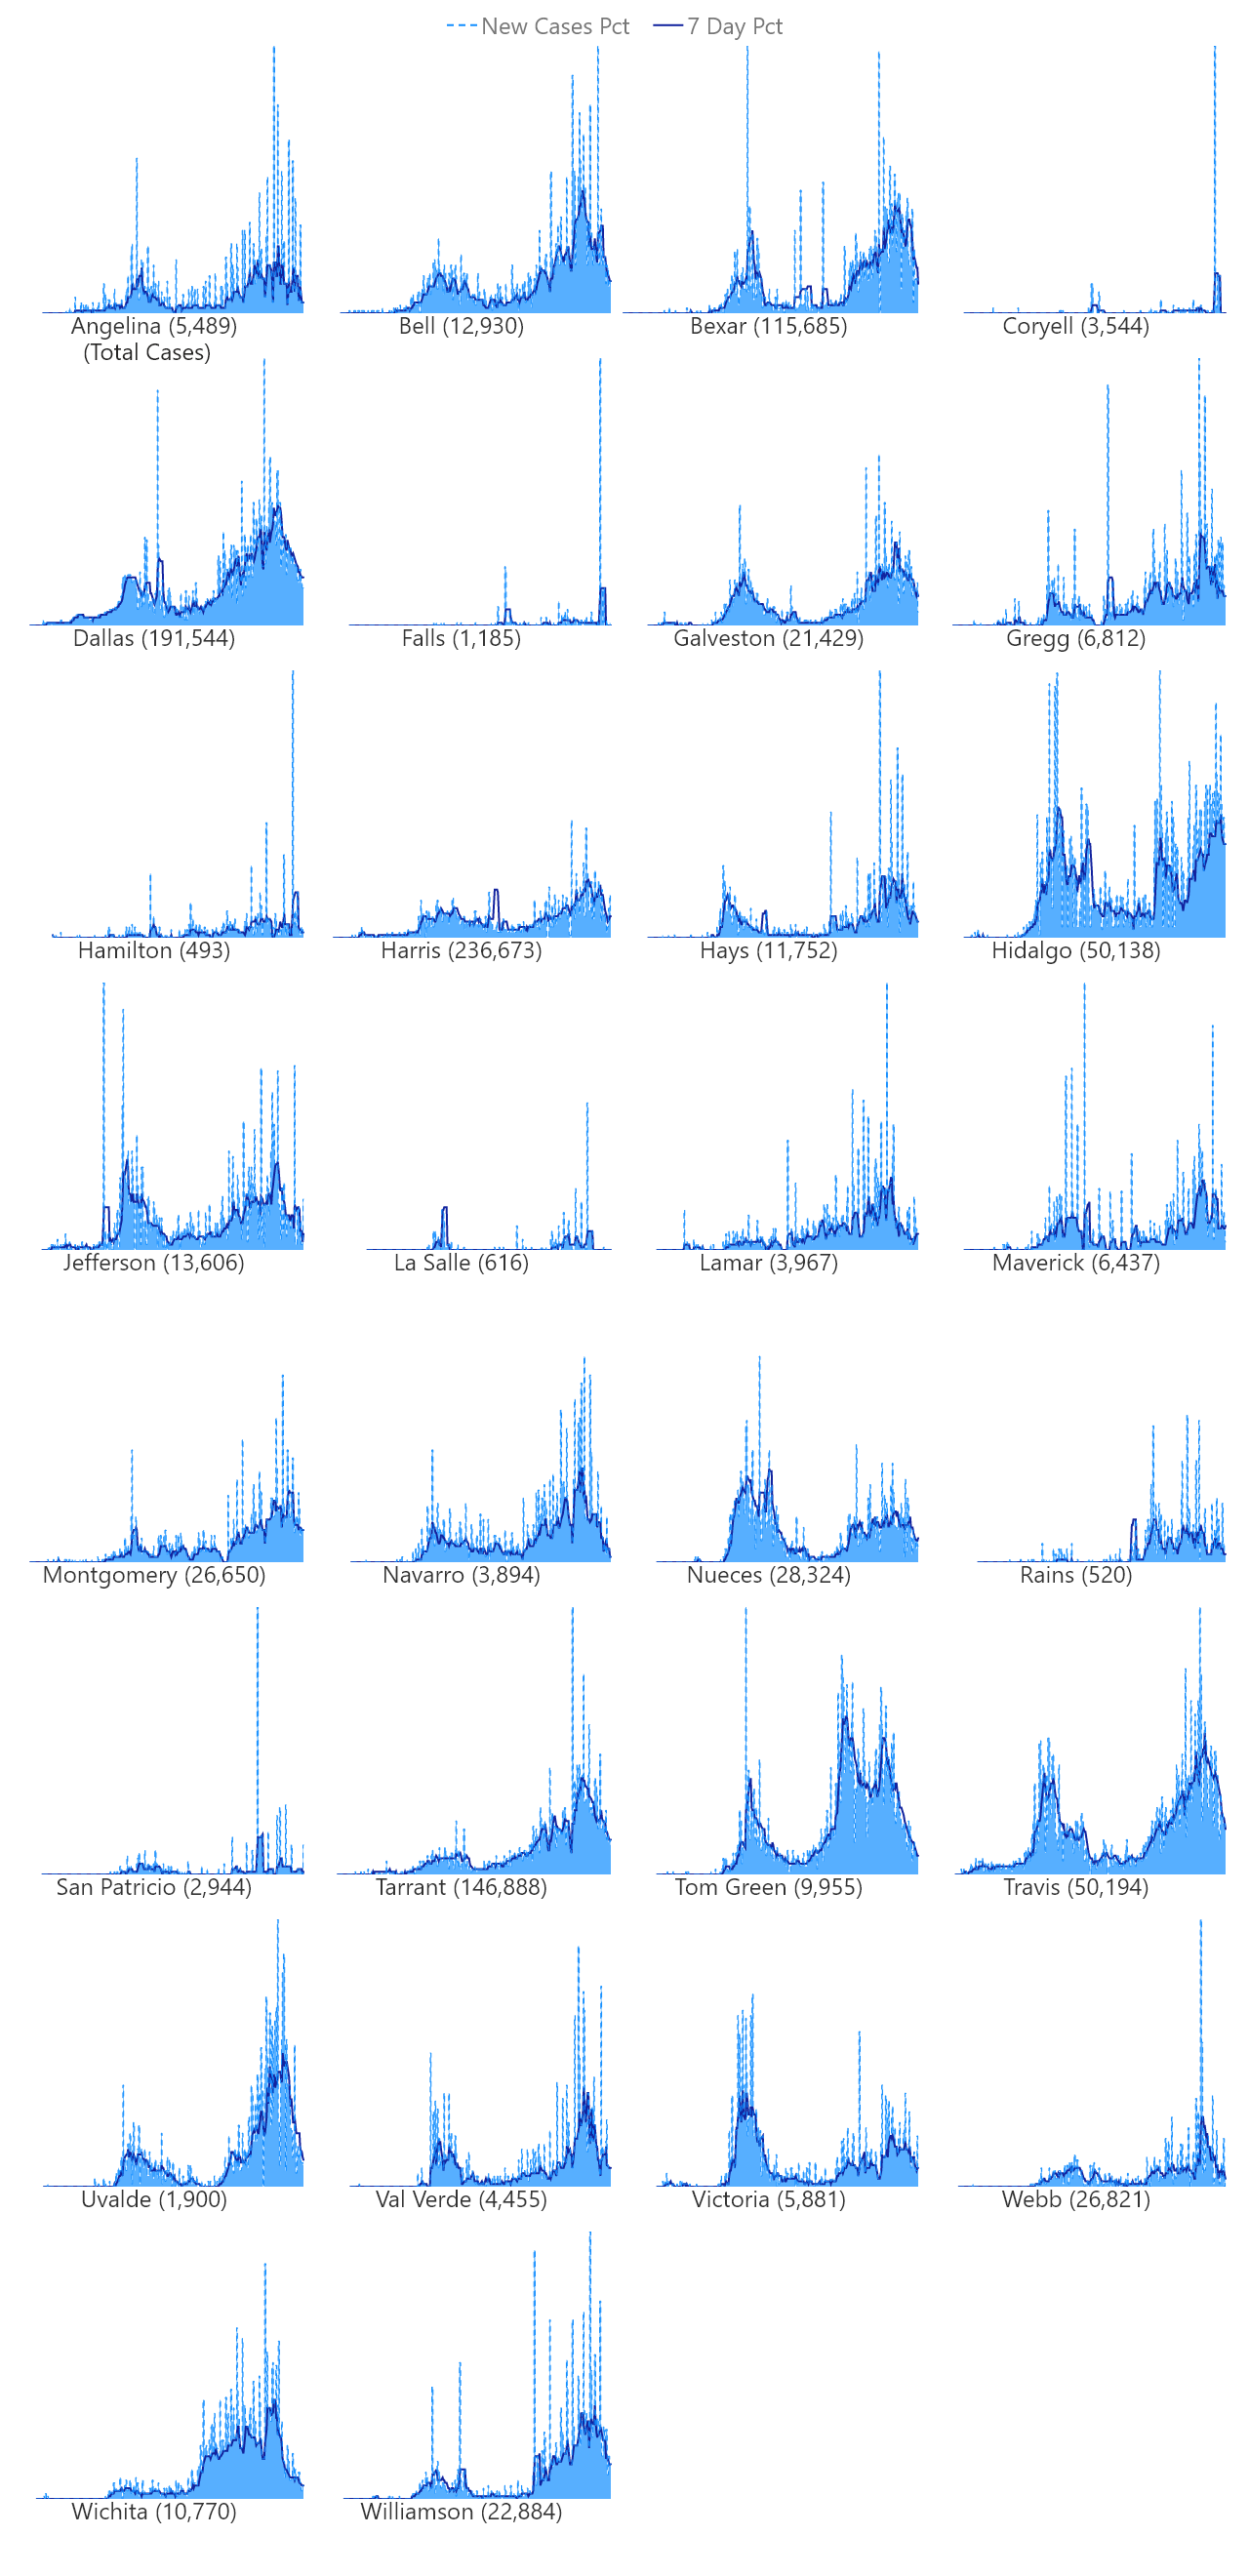 New Cases Pct 7 Day Pct
Angelina (5,489) Bell (12,930) Bexar (115,685) Coryell (3,544)
(Total Cases)
Dallas (191,544) Falls (1,185) Galveston (21,429) Gregg (6,812)
Hamilton (493) Harris (236,673) Hays (11,752) Hidalgo (50,138)
Jefferson (13,606) La Salle (616) Lamar (3,967) Maverick (6,437)
Montgomery (26,650) Navarro (3,894) Nueces (28,324) Rains (520)
San Patricio (2,944) Tarrant (146,888) Tom Green (9,955) Travis (50,194)
Uvalde (1,900) Val Verde (4,455) Victoria (5,881) Webb (26,821)
Wichita (10,770) Williamson (22,884)